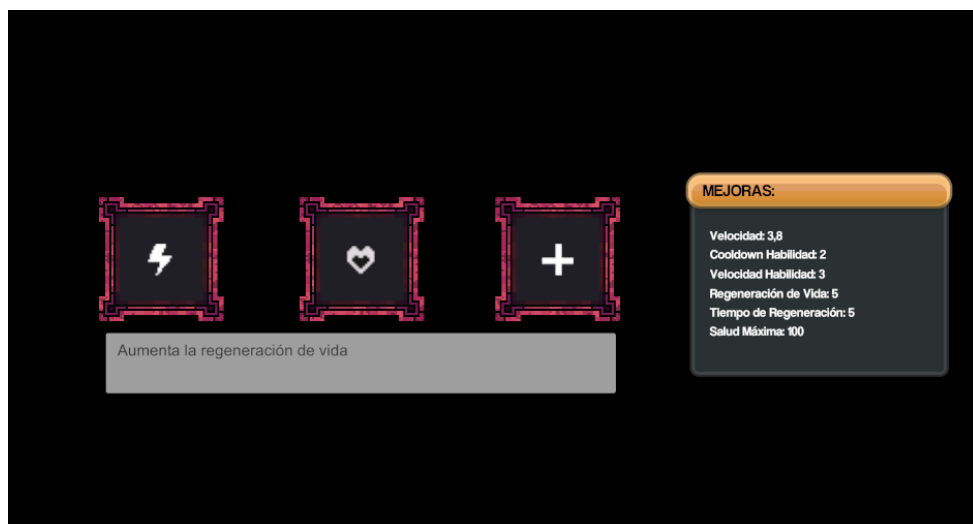 MEJORAS:
Velocidad: 3,8
Cooldown Habilidad: 2
Velocidad Habilidad: 3
Regeneración de Vida: 5
Tiempo de Regeneración: 5
Salud Máxima: 100
Aumenta la regeneración de vida